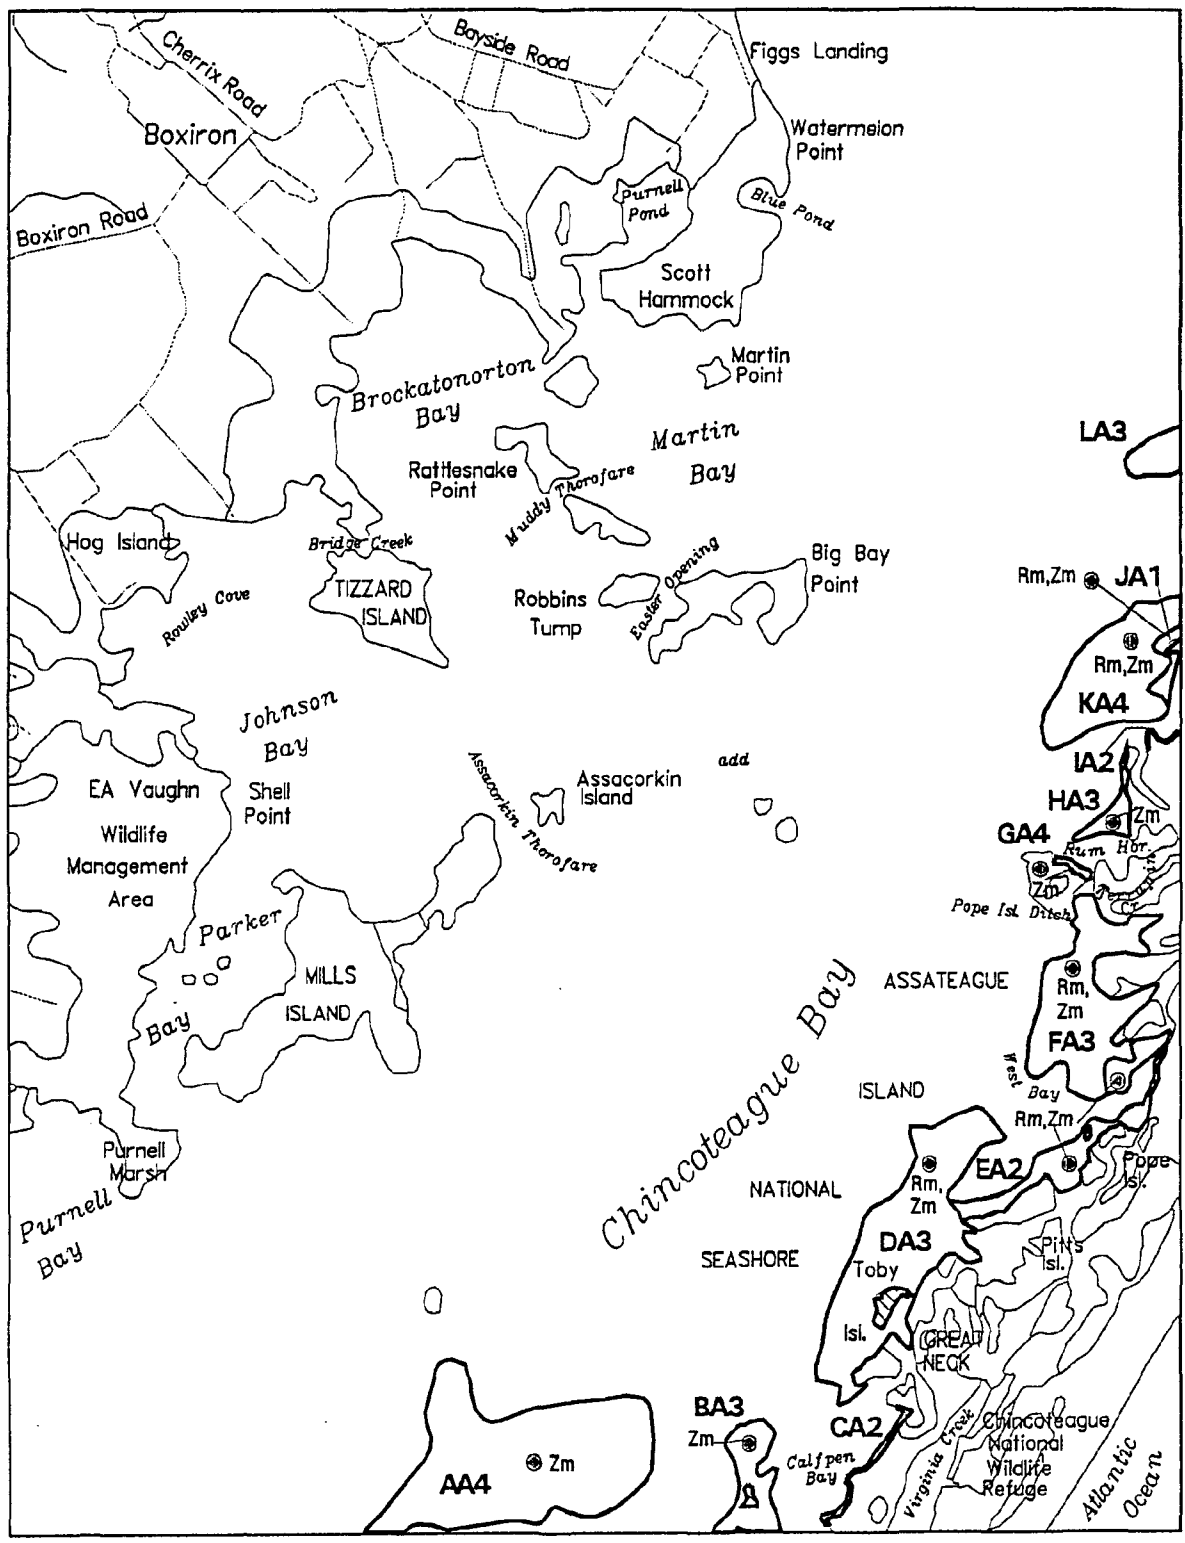 Cherrix Road
Bayside Road
Figgs Landing
Boxiron
Watermelon
Point
Purnell
Pond
Blue Pond
Boxiron Road
Scott
Hammock
Martin
Point
Brockatonorton
Bay
Martin
Bay
LA3
Rattlesnake
Point
Muddy Thorofare
Hog Island
Bridge Creek
TIZZARD
ISLAND
Rowley Cove
Robbins
Tump
Easter Opening
Big Bay
Point
Rm,Zm
JA1
Rm,Zm
KA4
Johnson
Bay
IA2
EA Vaughn
Wildlife
Management
Area
Shell
Point
Assacorkin Thorofare
Assacorkin
Island
add
HA3
Zm
GA4
Rum Hbr.
Zm
Terrapin
Cr.
Pope Isl. Ditch
Parker
Bay
MILLS
ISLAND
Chincoteague Bay
ASSATEAGUE
Rm,
Zm
FA3
West
Bay
ISLAND
Rm,Zm
Purnell
Marsh
Purnell
Bay
EA2
Pope
Isl.
Rm,
Zm
NATIONAL
DA3
SEASHORE
Pitts
Isl.
Toby
Isl.
GREAT
NECK
BA3
Zm
CA2
Calfpen
Bay
Virginia Creek
Chincoteague
National
Wildlife
Refuge
Atlantic
Ocean
AA4
Zm